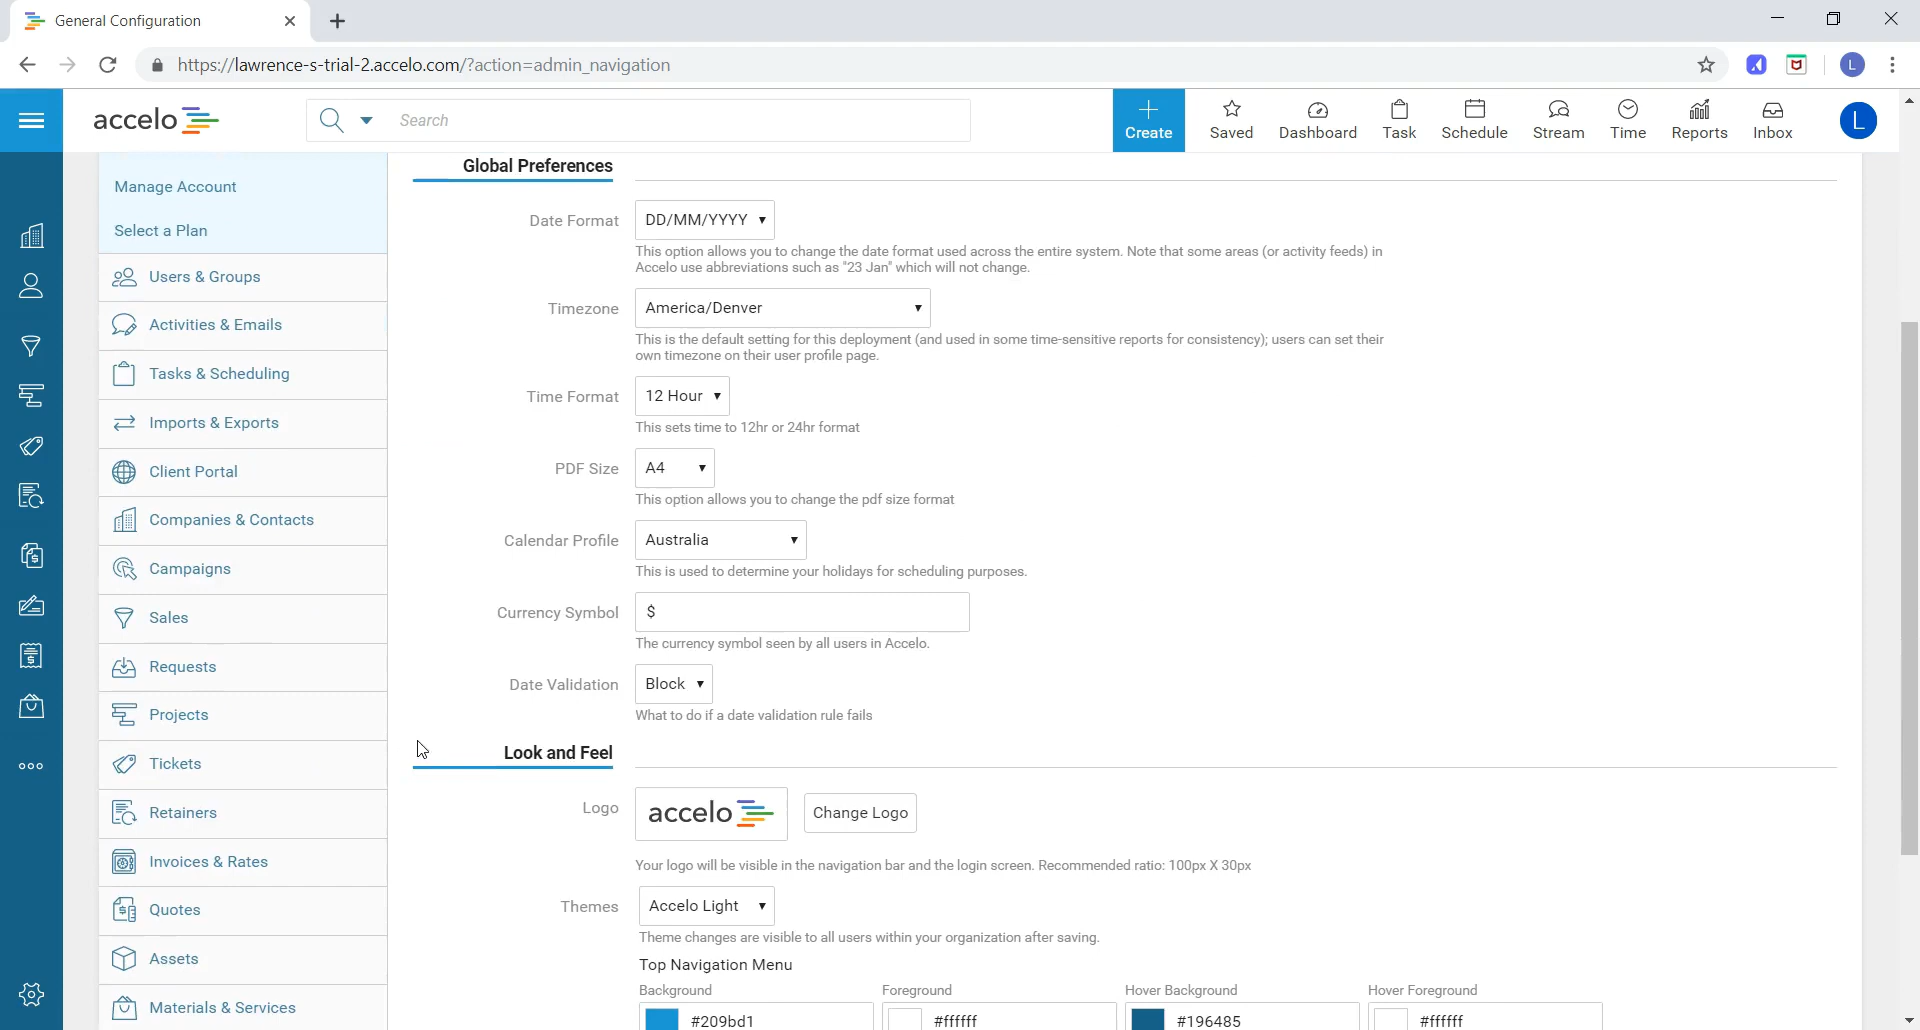 General Configuration
https://lawrence-s-trial-2.accelo.com/?action=admin_navigation
L
accelo
Search
Create
Saved
Dashboard
Task
Schedule
Stream
Time
Reports
Inbox
L
Manage Account
Select a Plan
Users & Groups
Activities & Emails
Tasks & Scheduling
Imports & Exports
Client Portal
Companies & Contacts
Campaigns
Sales
Requests
Projects
Tickets
Retainers
Invoices & Rates
Quotes
Assets
Materials & Services
Global Preferences
Date Format DD/MM/YYYY
This option allows you to change the date format used across the entire system. Note that some areas (or activity feeds) in
Accelo use abbreviations such as "23 Jan" which will not change.
Timezone America/Denver
This is the default setting for this deployment (and used in some time-sensitive reports for consistency); users can set their
own timezone on their user profile page.
Time Format 12 Hour
This sets time to 12hr or 24hr format
PDF Size A4
This option allows you to change the pdf size format
Calendar Profile Australia
This is used to determine your holidays for scheduling purposes.
Currency Symbol $
The currency symbol seen by all users in Accelo.
Date Validation Block
What to do if a date validation rule fails
Look and Feel
Logo accelo Change Logo
Your logo will be visible in the navigation bar and the login screen. Recommended ratio: 100px X 30px
Themes Accelo Light
Theme changes are visible to all users within your organization after saving.
Top Navigation Menu
Background Foreground Hover Background Hover Foreground
#209bd1 #ffffff #196485 #ffffff